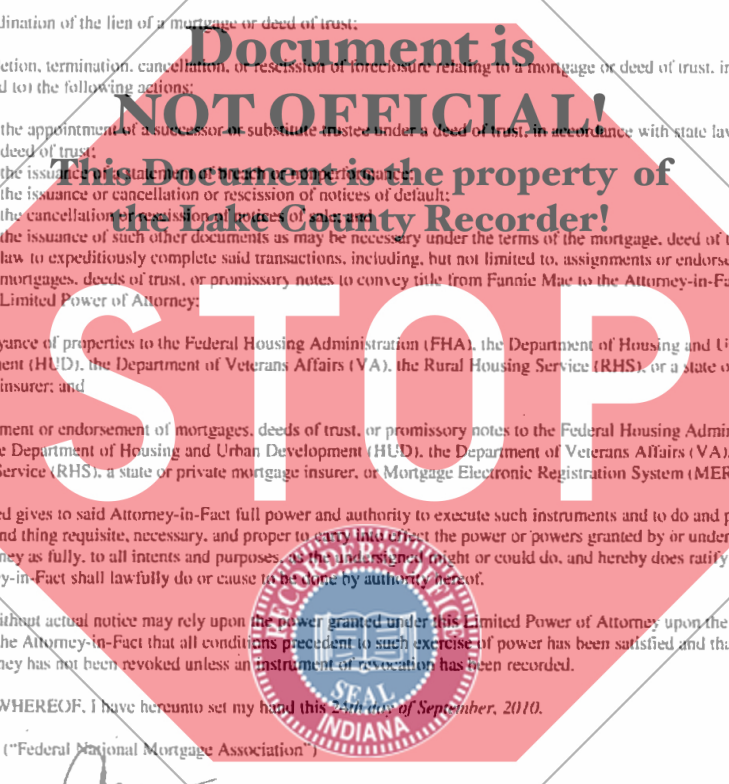 dination of the lien of a mortgage or deed of trust;
Document is
etion, termination, cancellation, or rescission of foreclosure relating to a mortgage or deed of trust, in
d to) the following actions:
NOT OFFICIAL!
the appointment of a successor or substitute trustee under a deed of trust, in accordance with state law
deed of trust;
This Document is the property of
the issuance of a statement of breach or nonperformance;
the issuance or cancellation or rescission of notices of default;
the cancellation or rescission of notices of sale; and
the Lake County Recorder!
the issuance of such other documents as may be necessary under the terms of the mortgage, deed of t
law to expeditiously complete said transactions, including, but not limited to, assignments or endorse
mortgages, deeds of trust, or promissory notes to convey title from Fannie Mae to the Attorney-in-Fa
Limited Power of Attorney;
STOP
yance of properties to the Federal Housing Administration (FHA), the Department of Housing and U
ent (HUD), the Department of Veterans Affairs (VA), the Rural Housing Service (RHS), or a state o
insurer; and
ment or endorsement of mortgages, deeds of trust, or promissory notes to the Federal Housing Admin
e Department of Housing and Urban Development (HUD), the Department of Veterans Affairs (VA),
Service (RHS), a state or private mortgage insurer, or Mortgage Electronic Registration System (MER
ed gives to said Attorney-in-Fact full power and authority to execute such instruments and to do and p
nd thing requisite, necessary, and proper to carry into effect the power or powers granted by or under
ney as fully, to all intents and purposes, as the undersigned might or could do, and hereby does ratify
y-in-Fact shall lawfully do or cause to be done by authority hereof.
ithout actual notice may rely upon the power granted under this Limited Power of Attorney upon the
he Attorney-in-Fact that all conditions precedent to such exercise of power has been satisfied and tha
ney has not been revoked unless an instrument of revocation has been recorded.
RECORDER'S OFFICE
SEAL
INDIANA
WHEREOF, I have hereunto set my hand this 24th day of September, 2010.
("Federal National Mortgage Association")